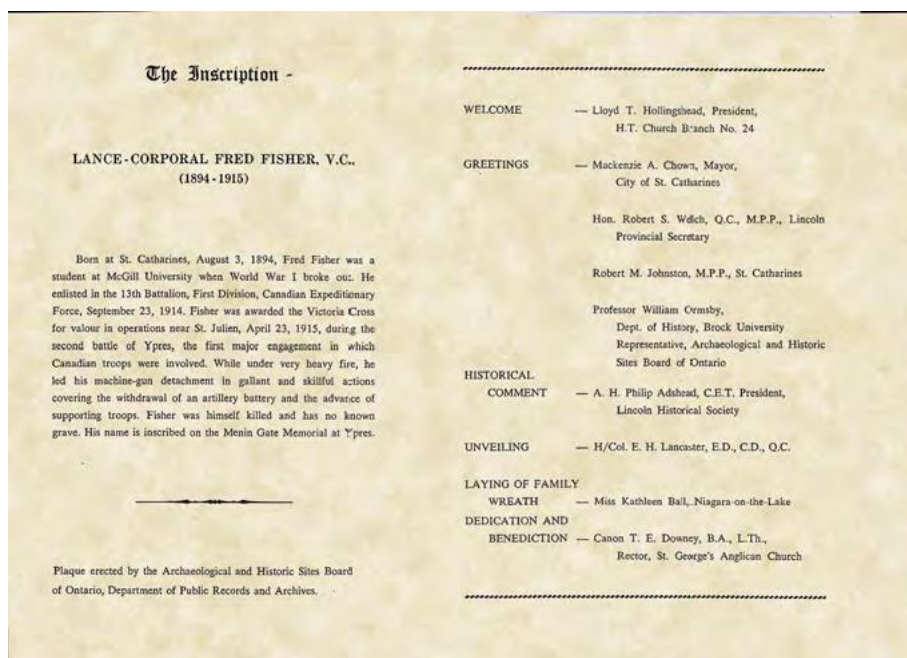 The Inscription -
LANCE-CORPORAL FRED FISHER, V.C.,
(1894-1915)
Born at St. Catharines, August 3, 1894, Fred Fisher was a
student at McGill University when World War I broke out. He
enlisted in the 13th Battalion, First Division, Canadian Expeditionary
Force, September 23, 1914. Fisher was awarded the Victoria Cross
for valour in operations near St. Julien, April 23, 1915, during the
second battle of Ypres, the first major engagement in which
Canadian troops were involved. While under very heavy fire, he
led his machine-gun detachment in gallant and skillful actions
covering the withdrawal of an artillery battery and the advance of
supporting troops. Fisher was himself killed and has no known
grave. His name is inscribed on the Menin Gate Memorial at Ypres.
Plaque erected by the Archaeological and Historic Sites Board
of Ontario, Department of Public Records and Archives.
WELCOME — Lloyd T. Hollingshead, President,
H.T. Church Branch No. 24
GREETINGS — Mackenzie A. Chown, Mayor,
City of St. Catharines
Hon. Robert S. Welch, Q.C., M.P.P., Lincoln
Provincial Secretary
Robert M. Johnston, M.P.P., St. Catharines
Professor William Ormsby,
Dept. of History, Brock University
Representative, Archaeological and Historic
Sites Board of Ontario
HISTORICAL
COMMENT — A. H. Philip Adshead, C.E.T. President,
Lincoln Historical Society
UNVEILING — H/Col. E. H. Lancaster, E.D., C.D., Q.C.
LAYING OF FAMILY
WREATH — Miss Kathleen Ball, Niagara-on-the-Lake
DEDICATION AND
BENEDICTION — Canon T. E. Downey, B.A., L.Th.,
Rector, St. George's Anglican Church